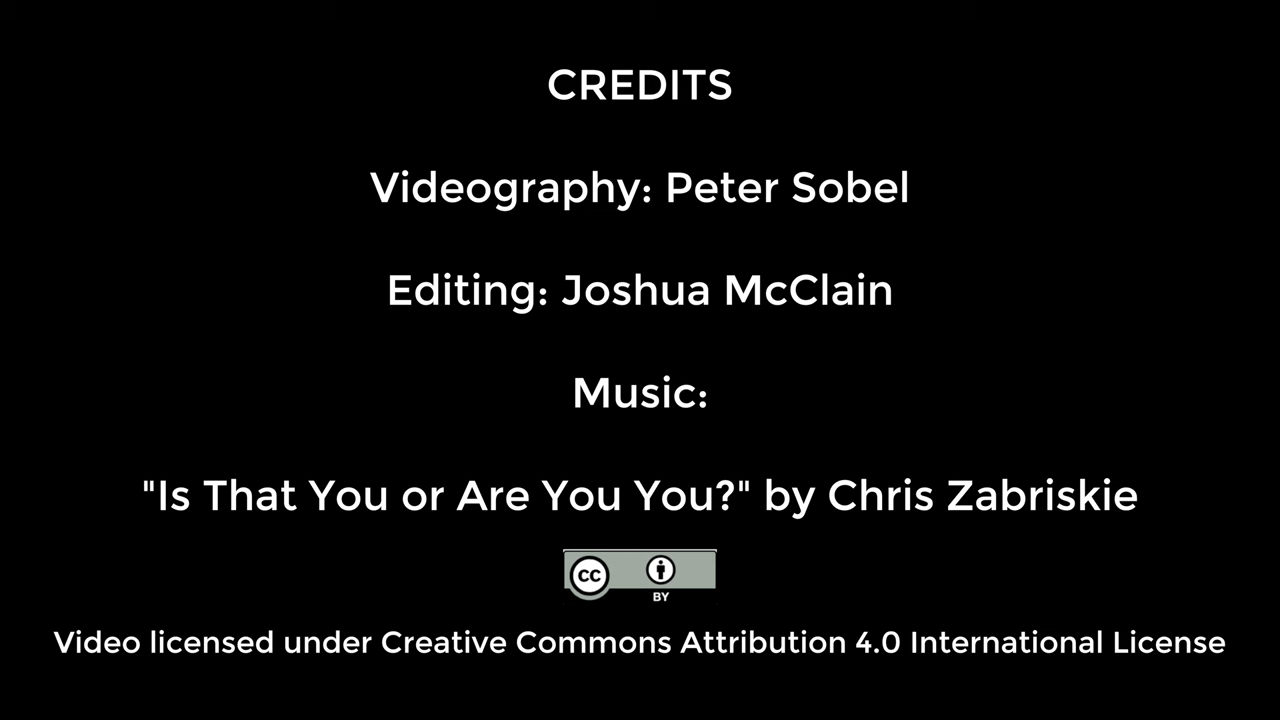 CREDITS
Videography: Peter Sobel
Editing: Joshua McClain
Music:
"Is That You or Are You You?" by Chris Zabriskie
cc
BY
Video licensed under Creative Commons Attribution 4.0 International License